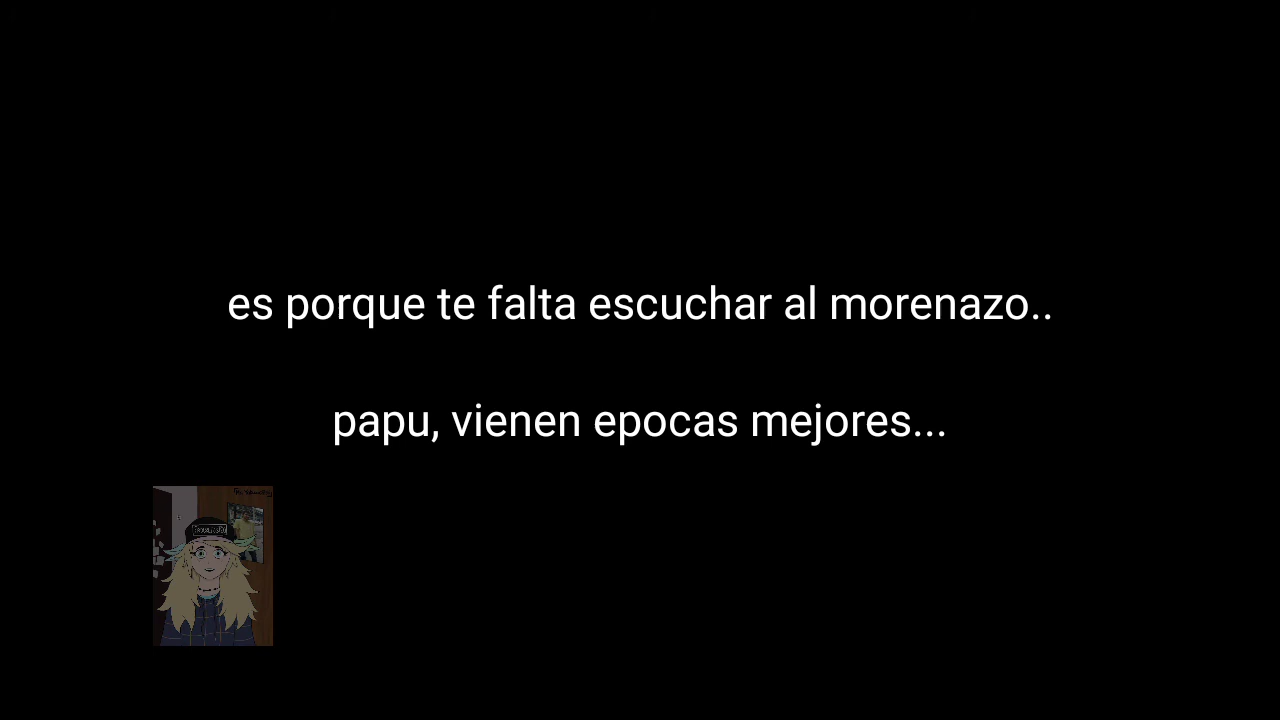 es porque te falta escuchar al morenazo..
papu, vienen epocas mejores...